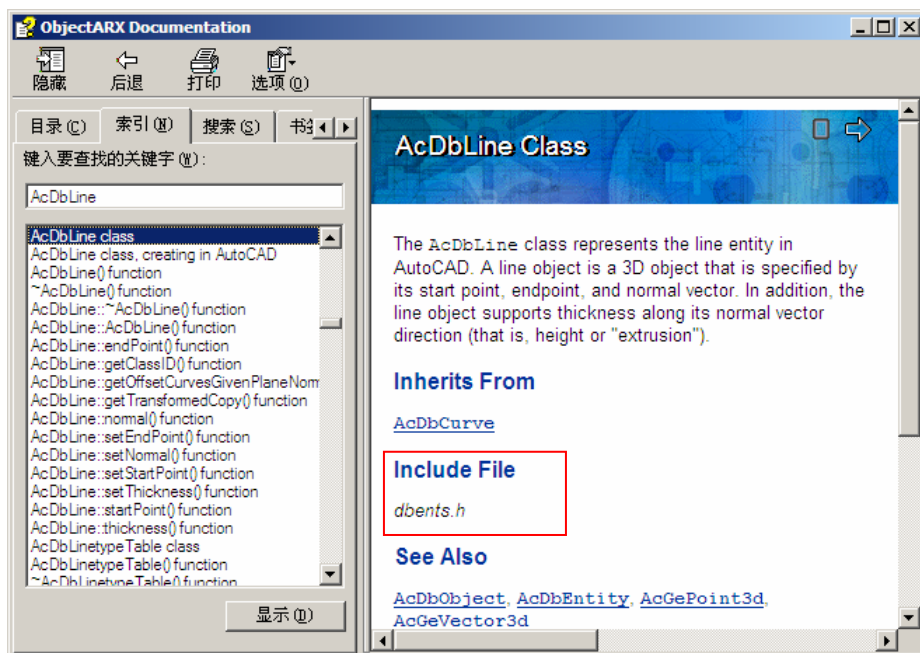 ObjectARX Documentation
隐藏
后退
打印
选项(O)
目录(C)
索引(N)
搜索(S)
键入要查找的关键字(W):
AcDbLine
AcDbLine class
AcDbLine class, creating in AutoCAD
AcDbLine() function
~AcDbLine() function
AcDbLine::~AcDbLine() function
AcDbLine::AcDbLine() function
AcDbLine::endPoint() function
AcDbLine::getClassID() function
AcDbLine::getOffsetCurvesGivenPlaneNorm
AcDbLine::getTransformedCopy() function
AcDbLine::normal() function
AcDbLine::setEndPoint() function
AcDbLine::setNormal() function
AcDbLine::setStartPoint() function
AcDbLine::setThickness() function
AcDbLine::startPoint() function
AcDbLine::thickness() function
AcDbLinetypeTable class
AcDbLinetypeTable() function
~AcDbLinetypeTable() function
显示(D)
AcDbLine Class
The AcDbLine class represents the line entity in
AutoCAD. A line object is a 3D object that is specified by
its start point, endpoint, and normal vector. In addition, the
line object supports thickness along its normal vector
direction (that is, height or "extrusion").
Inherits From
AcDbCurve
Include File
dbents.h
See Also
AcDbObject, AcDbEntity, AcGePoint3d,
AcGeVector3d